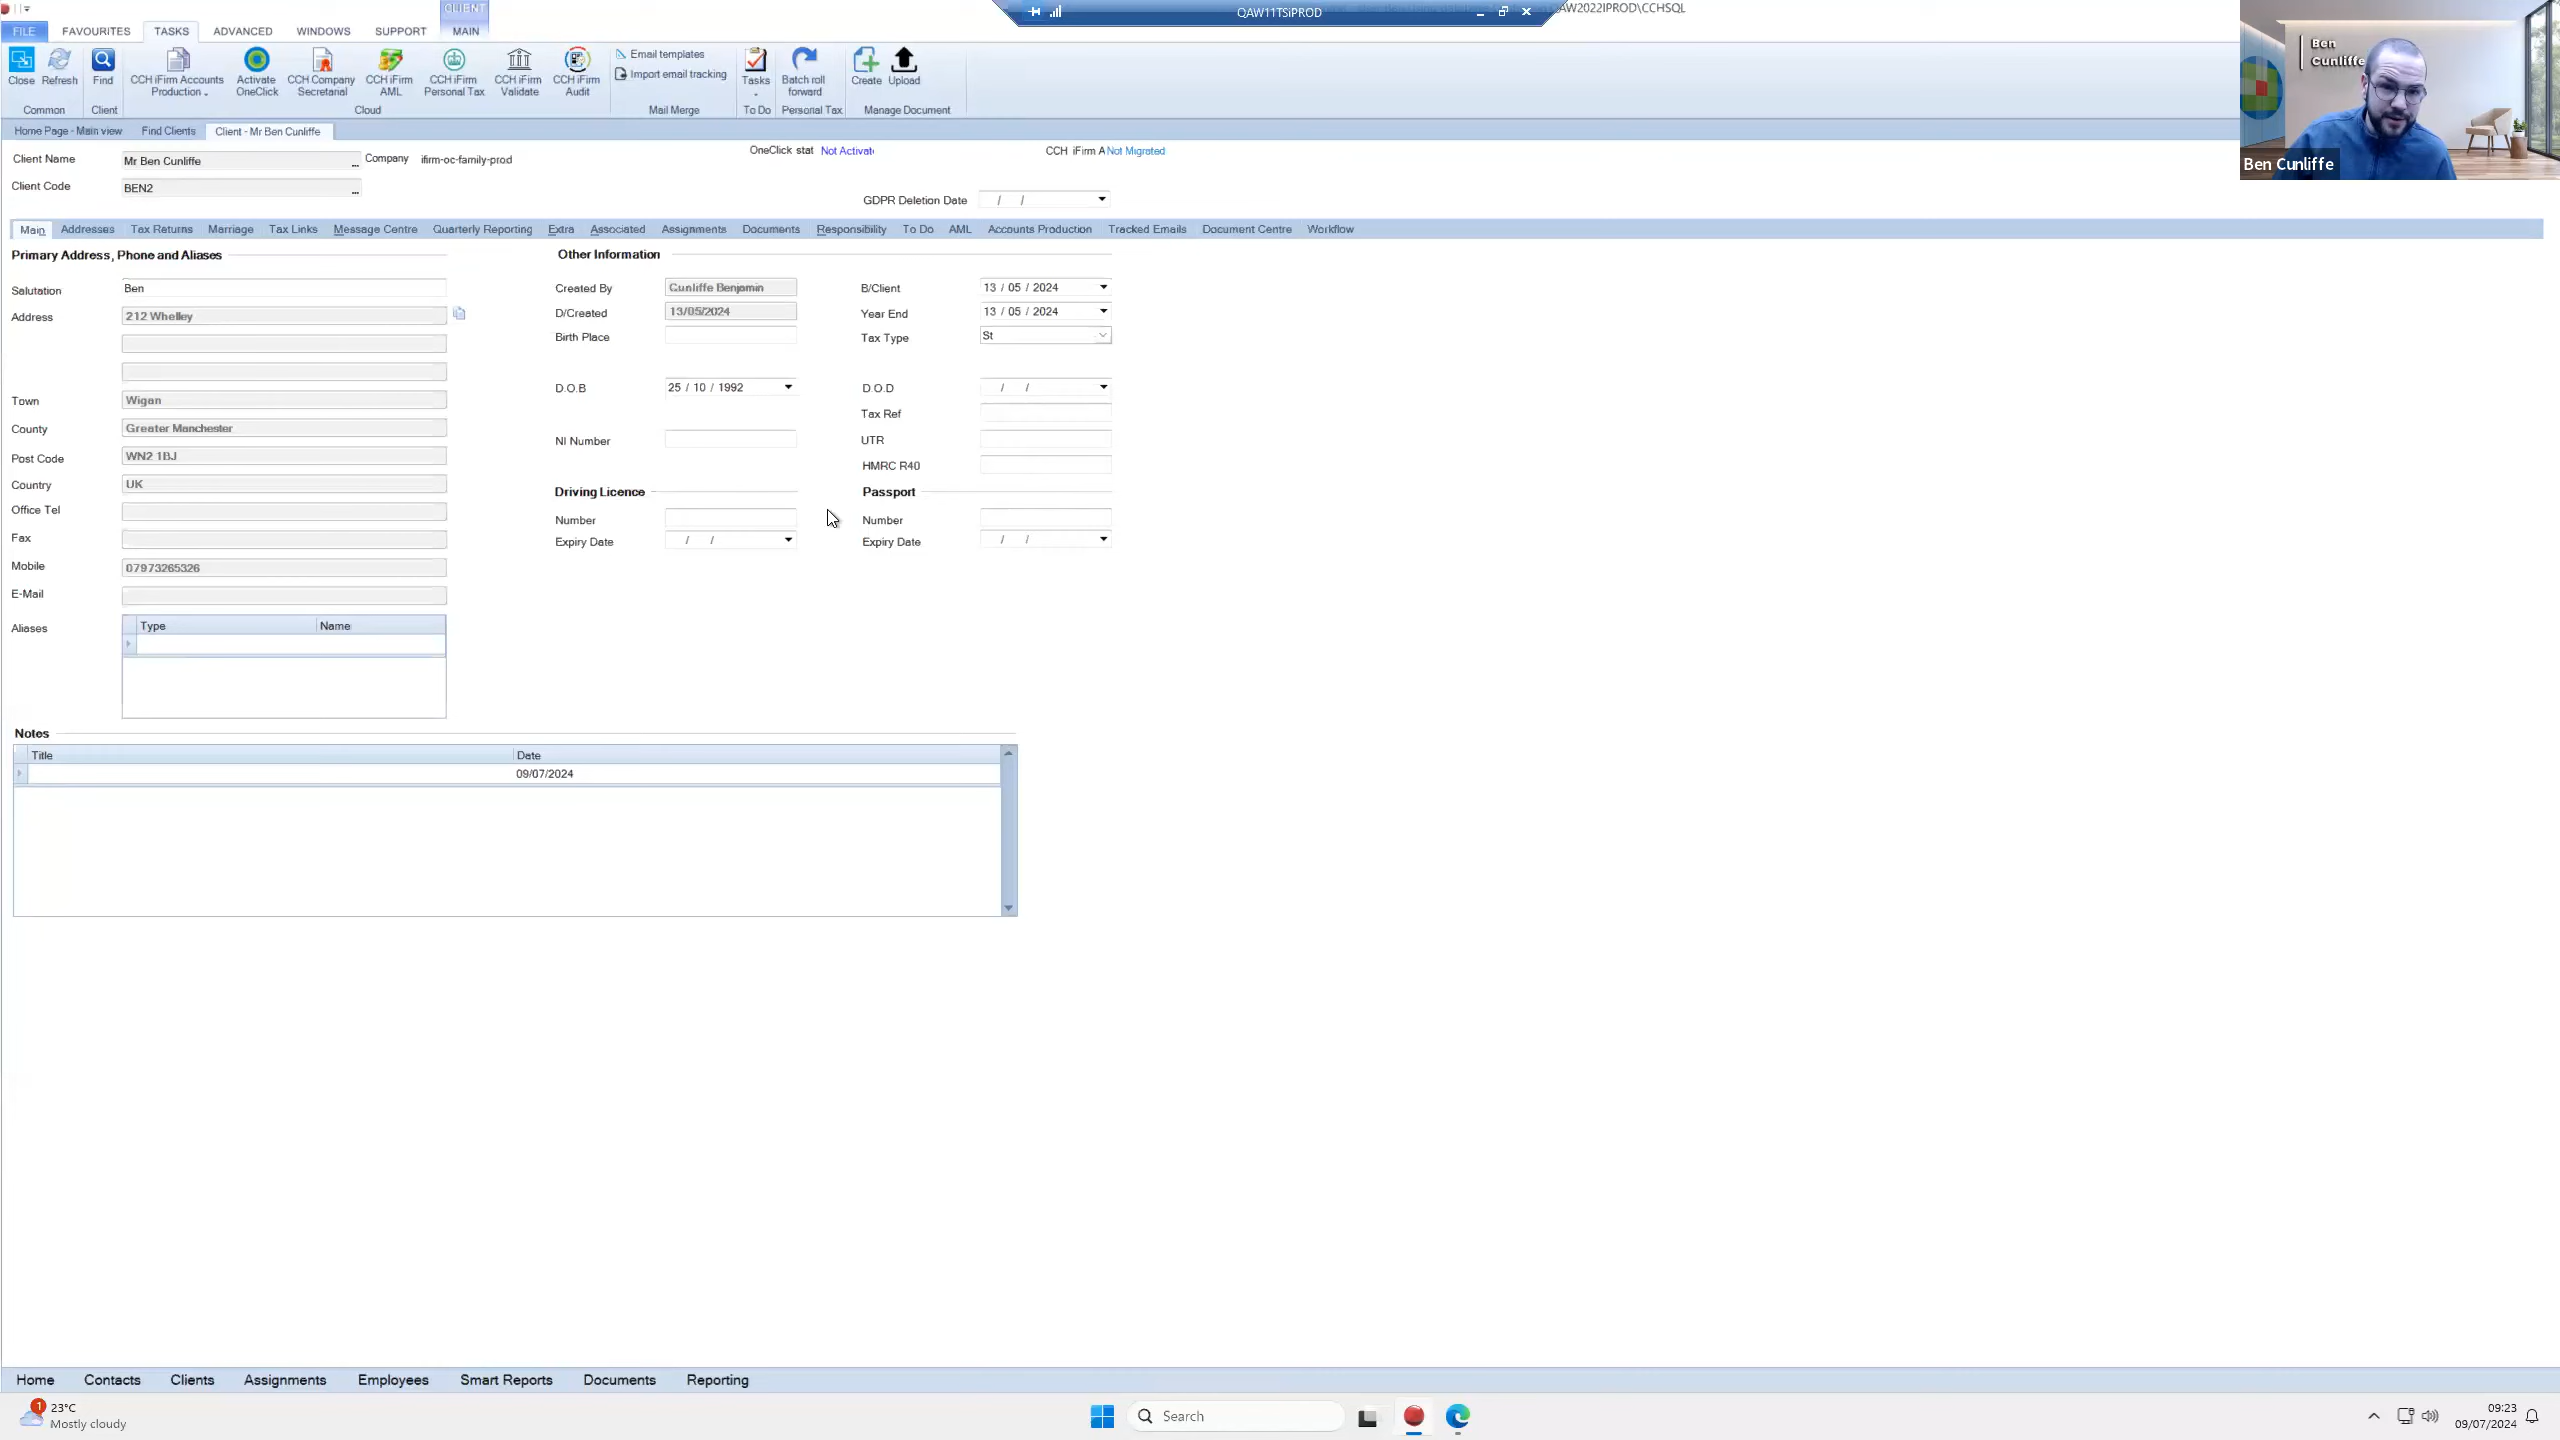 CLIENT
QAW11TSiPROD
QAW2022IPROD\CCHSQL
FILE FAVOURITES TASKS ADVANCED WINDOWS SUPPORT MAIN
Close Refresh Find CCH iFirm Accounts Production Activate OneClick CCH Company Secretarial CCH iFirm AML CCH iFirm Personal Tax CCH iFirm Validate CCH iFirm Audit Email templates Import email tracking Tasks Batch roll forward Create Upload
Common Client Cloud Mail Merge To Do Personal Tax Manage Document
Home Page - Main view Find Clients Client - Mr Ben Cunliffe
Client Name Mr Ben Cunliffe ... Company ifirm-oc-family-prod OneClick stat Not Activat CCH iFirm A Not Migrated
Client Code BEN2 ... GDPR Deletion Date / /
Main Addresses Tax Returns Marriage Tax Links Message Centre Quarterly Reporting Extra Associated Assignments Documents Responsibility To Do AML Accounts Production Tracked Emails Document Centre Workflow
Primary Address, Phone and Aliases Other Information
Salutation Ben Created By Cunliffe Benjamin B/Client 13 / 05 / 2024
Address 212 Whelley D/Created 13/05/2024 Year End 13 / 05 / 2024
Birth Place Tax Type St
D.O.B 25 / 10 / 1992 D.O.D / /
Town Wigan Tax Ref
County Greater Manchester NI Number UTR
Post Code WN2 1BJ HMRC R40
Country UK Driving Licence Passport
Office Tel Number Number
Fax Expiry Date / / Expiry Date / /
Mobile 07973265326
E-Mail
Aliases Type Name
Notes
Title Date
09/07/2024
Home Contacts Clients Assignments Employees Smart Reports Documents Reporting
1 23°C
Mostly cloudy
Search
09:23
09/07/2024
Ben
Cunliffe
Ben Cunliffe